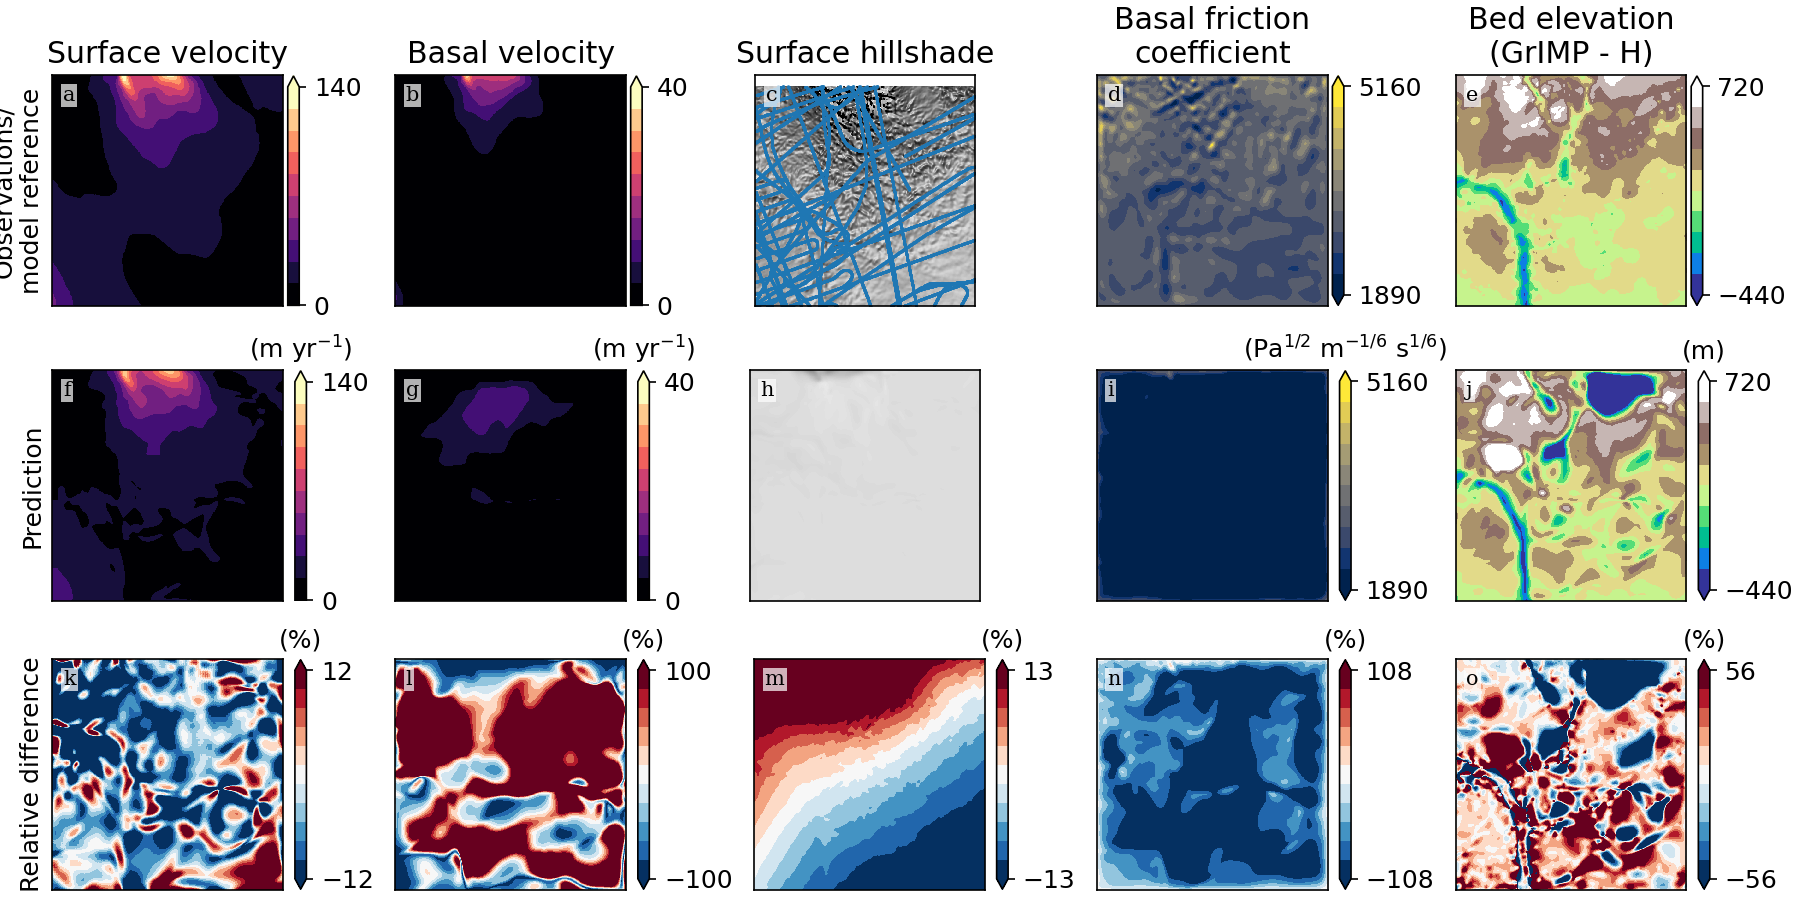 Surface velocity
Basal velocity
Surface hillshade
Basal friction
coefficient
Bed elevation
(GrIMP - H)
Observations/
model reference
a
140
0
b
40
0
c
d
5160
1890
e
720
−440
(m yr−1)
(m yr−1)
(Pa1/2 m−1/6 s1/6)
(m)
Prediction
f
140
0
g
40
0
h
i
5160
1890
j
720
−440
(%)
(%)
(%)
(%)
(%)
Relative difference
k
12
−12
l
100
−100
m
13
−13
n
108
−108
o
56
−56